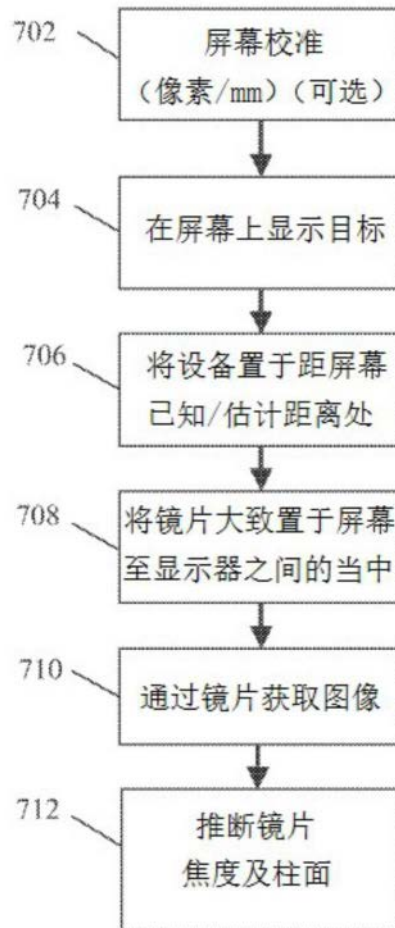 702
屏幕校准
（像素/mm）（可选）
704
在屏幕上显示目标
706
将设备置于距屏幕
已知/估计距离处
708
将镜片大致置于屏幕
至显示器之间的当中
710
通过镜片获取图像
712
推断镜片
焦度及柱面